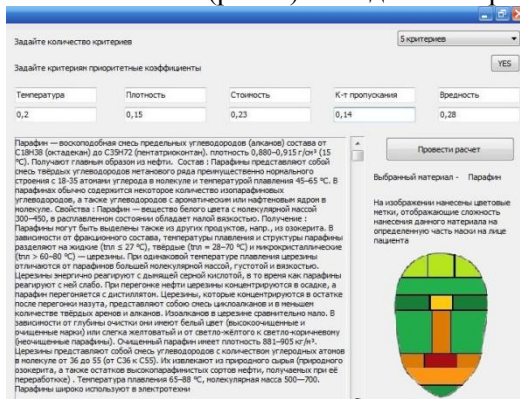 Задайте количество критериев
5 критериев
Задайте критериям приоритетные коэффициенты
YES
Температура Плотность Стоимость К-т пропускания Вредность
0,2 0,15 0,23 0,14 0,28
Парафин — воскоподобная смесь предельных углеводородов (алканов) состава от
C18H38 (октадекан) до C35H72 (пентатриоконтан). плотность 0,880–0,915 г/см³ (15
°C). Получают главным образом из нефти. Состав : Парафины представляют собой
смесь твёрдых углеводородов метанового ряда преимущественно нормального
строения с 18-35 атомами углерода в молекуле и температурой плавления 45–65 °C. В
парафинах обычно содержится некоторое количество изопарафиновых
углеводородов, а также углеводородов с ароматическим или нафтеновым ядром в
молекуле. Свойства : Парафин — вещество белого цвета с молекулярной массой
300—450, в расплавленном состоянии обладает малой вязкостью. Получение :
Парафины могут быть выделены также из других продуктов, напр., из озокерита. В
зависимости от фракционного состава, температуры плавления и структуры парафины
разделяют на жидкие (tпл ≤ 27 °C), твёрдые (tпл = 28–70 °C) и микрокристаллические
(tпл > 60–80 °C) — церезины. При одинаковой температуре плавления церезины
отличаются от парафинов большей молекулярной массой, густотой и вязкостью.
Церезины энергично реагируют с дымящей серной кислотой, в то время как парафины
реагируют с ней слабо. При перегонке нефти церезины концентрируются в осадке, а
парафин перегоняется с дистиллятом. Церезины, которые концентрируются в остатке
после перегонки мазута, представляют собою смесь циклоалканов и в меньшем
количестве твёрдых аренов и алканов. Изоалканов в церезине сравнительно мало. В
зависимости от глубины очистки они имеют белый цвет (высокоочищенные и
очищенные марки) или слегка желтоватый и от светло-жёлтого к светло-коричневому
(неочищенные парафины). Очищенный парафин имеет плотность 881–905 кг/м³.
Церезины представляют собой смесь углеводородов с количеством углеродных атомов
в молекуле от 36 до 55 (от C36 к C55). Их извлекают из природного сырья (природного
озокерита, а также остатков высокопарафинистых сортов нефти, получаемых при её
переработке) . Температура плавления 65–88 °C, молекулярная масса 500—700.
Парафины широко используют в электротехни
Провести расчет
Выбранный материал - Парафин
На изображении нанесены цветовые
метки, отображающие сложность
нанесения данного материала на
определенную часть маски на лице
пациента